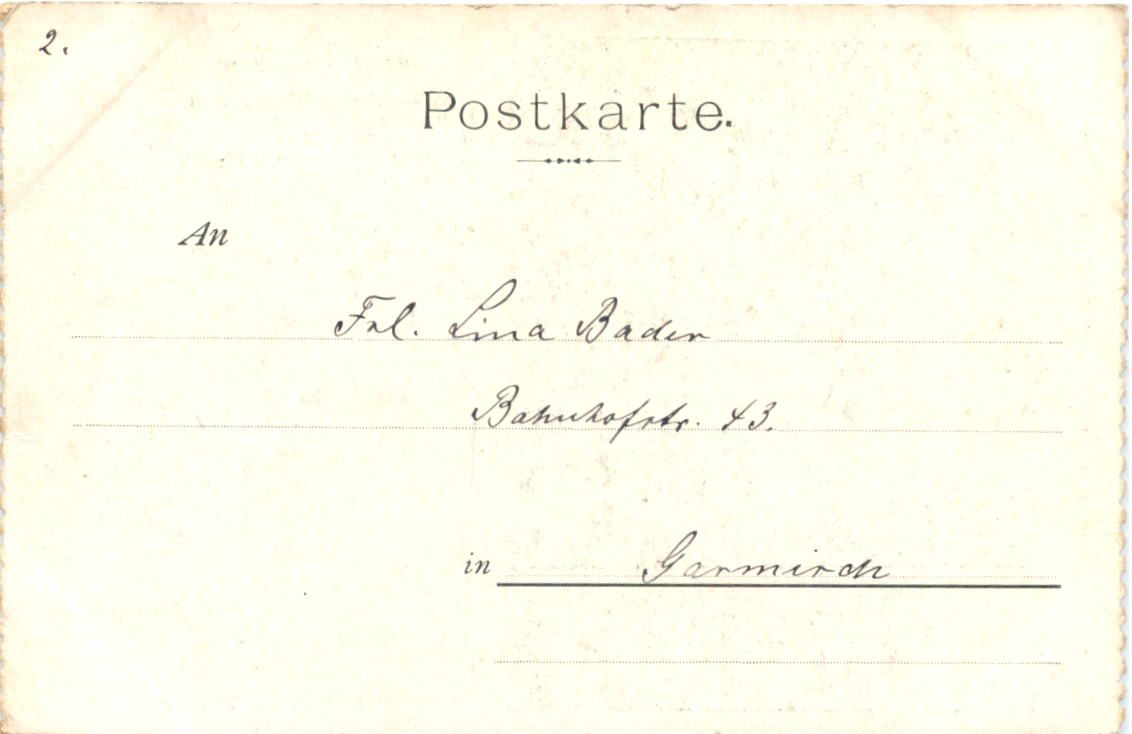 2.
Postkarte.
An
Frl. Lina Bader
Bahnhofstr. 43.
in Garmisch